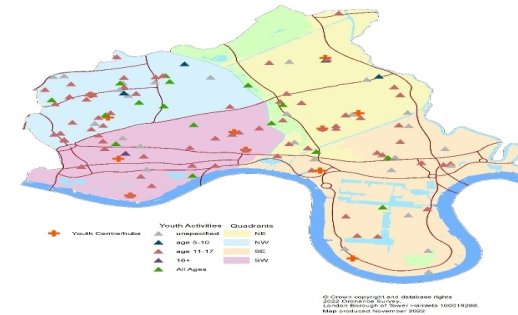 Youth Activities
Quadrants
Youth Centre/hubs
unspecified
NE
age 5-10
NW
age 11-17
SE
18+
SW
All Ages
© Crown copyright and database rights
2022 Ordnance Survey,
London Borough of Tower Hamlets 100019288.
Map produced November 2022